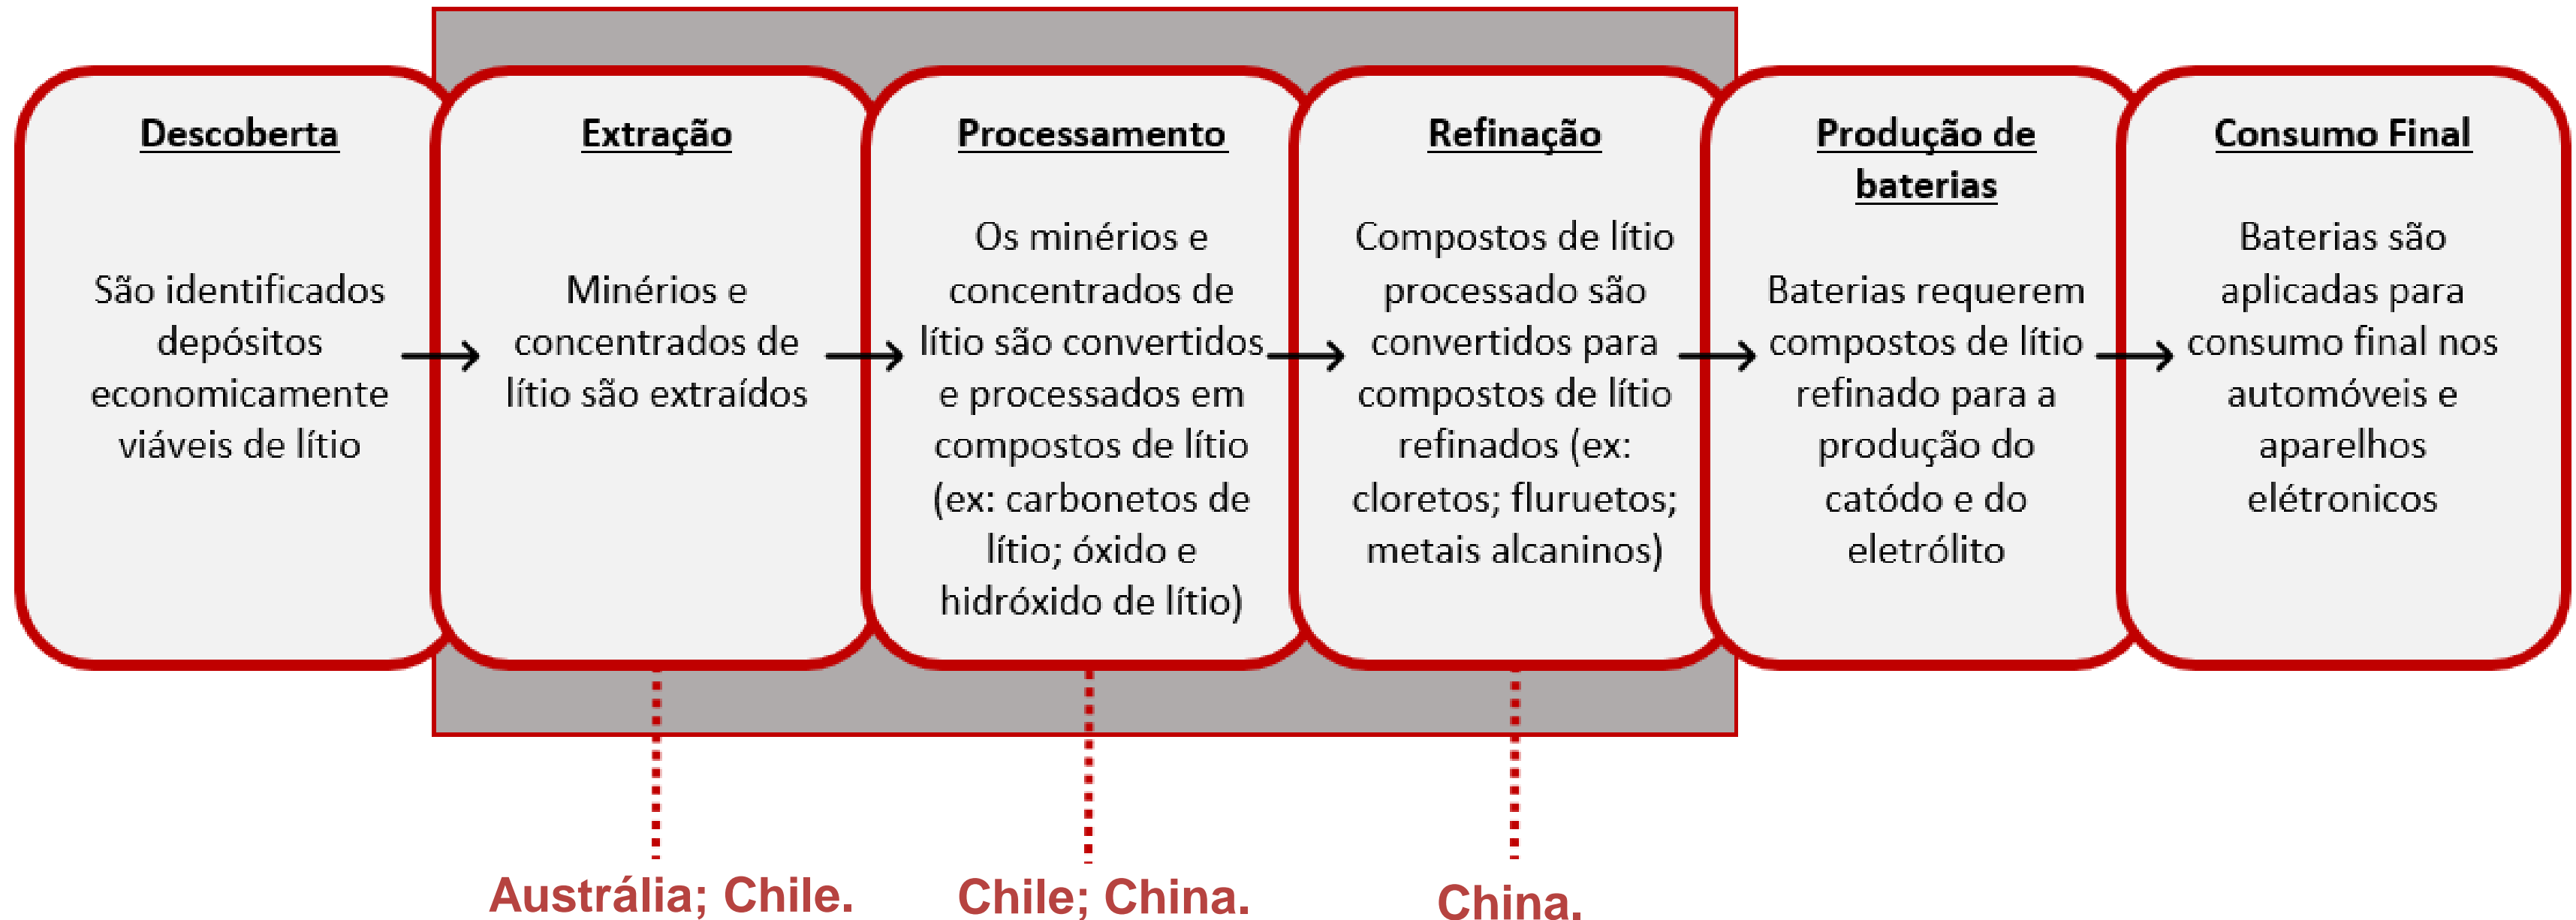 Descoberta
São identificados
depósitos
economicamente
viáveis de lítio
Extração
Minérios e
concentrados de
lítio são extraídos
Processamento
Os minérios e
concentrados de
lítio são convertidos
e processados em
compostos de lítio
(ex: carbonetos de
lítio; óxido e
hidróxido de lítio)
Refinação
Compostos de lítio
processado são
convertidos para
compostos de lítio
refinados (ex:
cloretos; fluruetos;
metais alcaninos)
Produção de
baterias
Baterias requerem
compostos de lítio
refinado para a
produção do
catódo e do
eletrólito
Consumo Final
Baterias são
aplicadas para
consumo final nos
automóveis e
aparelhos
elétronicos
Austrália; Chile.
Chile; China.
China.